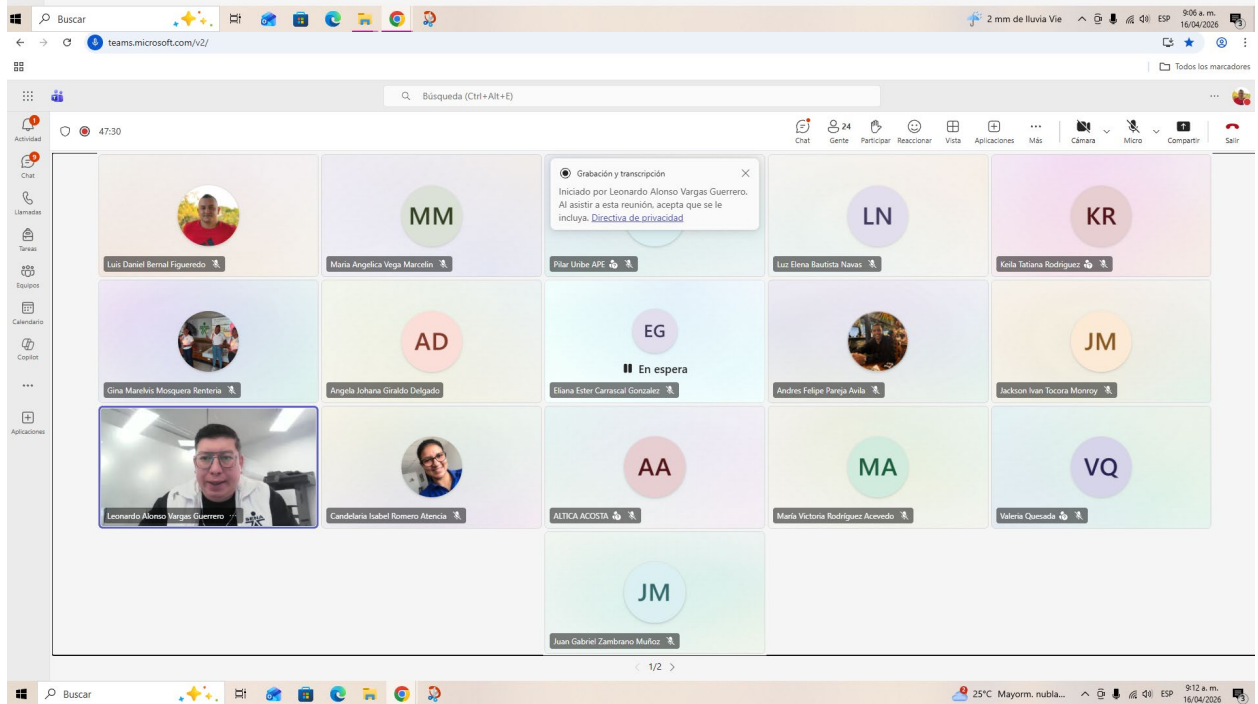 Buscar
2 mm de lluvia Vie
ESP
9:06 a. m.
16/04/2026
3
teams.microsoft.com/v2/
Todos los marcadores
Búsqueda (Ctrl+Alt+E)
1
Actividad
9
Chat
Llamadas
Tareas
Equipos
Calendario
Copilot
Aplicaciones
47:30
Chat
24
Gente
Participar
Reaccionar
Vista
Aplicaciones
Más
Cámara
Micro
Compartir
Salir
Luis Daniel Bernal Figueredo
MM
Maria Angelica Vega Marcelin
Grabación y transcripción
Iniciado por Leonardo Alonso Vargas Guerrero.
Al asistir a esta reunión, acepta que se le
incluya. Directiva de privacidad
Pilar Uribe APE
LN
Luz Elena Bautista Navas
KR
Keila Tatiana Rodriguez
Gina Marelvis Mosquera Renteria
AD
Angela Johana Giraldo Delgado
EG
En espera
Eliana Ester Carrascal Gonzalez
Andres Felipe Pareja Avila
JM
Jackson Ivan Tocora Monroy
Leonardo Alonso Vargas Guerrero
SENA
Candelaria Isabel Romero Atencia
AA
ALTICA ACOSTA
MA
María Victoria Rodríguez Acevedo
VQ
Valeria Quesada
JM
Juan Gabriel Zambrano Muñoz
1/2
Buscar
25°C Mayorm. nubla...
ESP
9:12 a. m.
16/04/2026
3